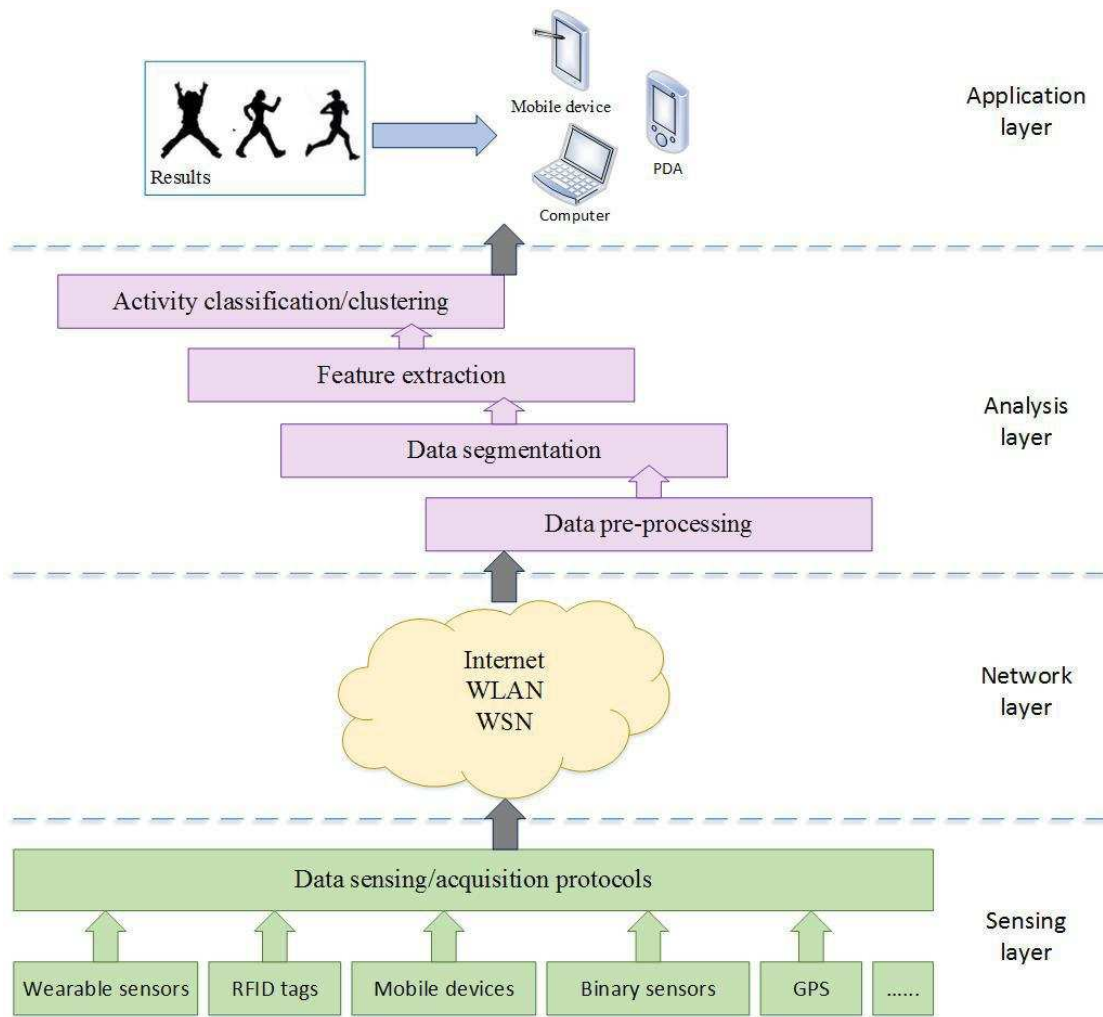 Mobile device
Application
layer
Results
PDA
Computer
Activity classification/clustering
Feature extraction
Analysis
layer
Data segmentation
Data pre-processing
Internet
WLAN
WSN
Network
layer
Data sensing/acquisition protocols
Sensing
layer
Wearable sensors
RFID tags
Mobile devices
Binary sensors
GPS
......